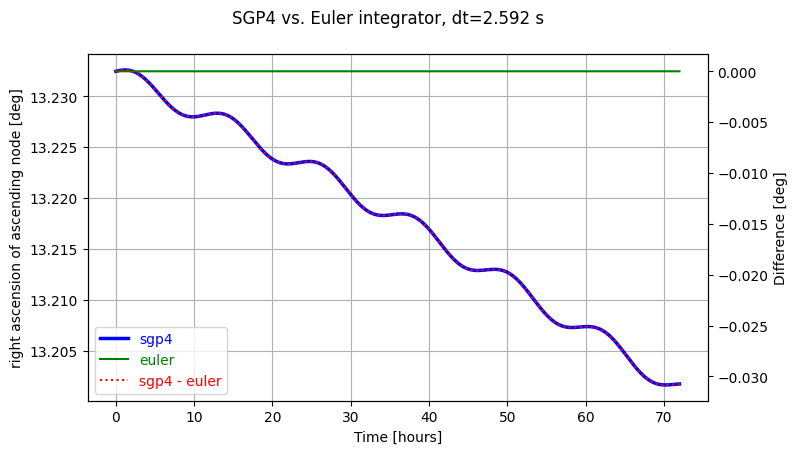 SGP4 vs. Euler integrator, dt=2.592 s
right ascension of ascending node [deg]
13.230
13.225
13.220
13.215
13.210
13.205
0.000
−0.005
−0.010
−0.015
−0.020
−0.025
−0.030
Difference [deg]
sgp4
euler
sgp4 - euler
0 10 20 30 40 50 60 70
Time [hours]